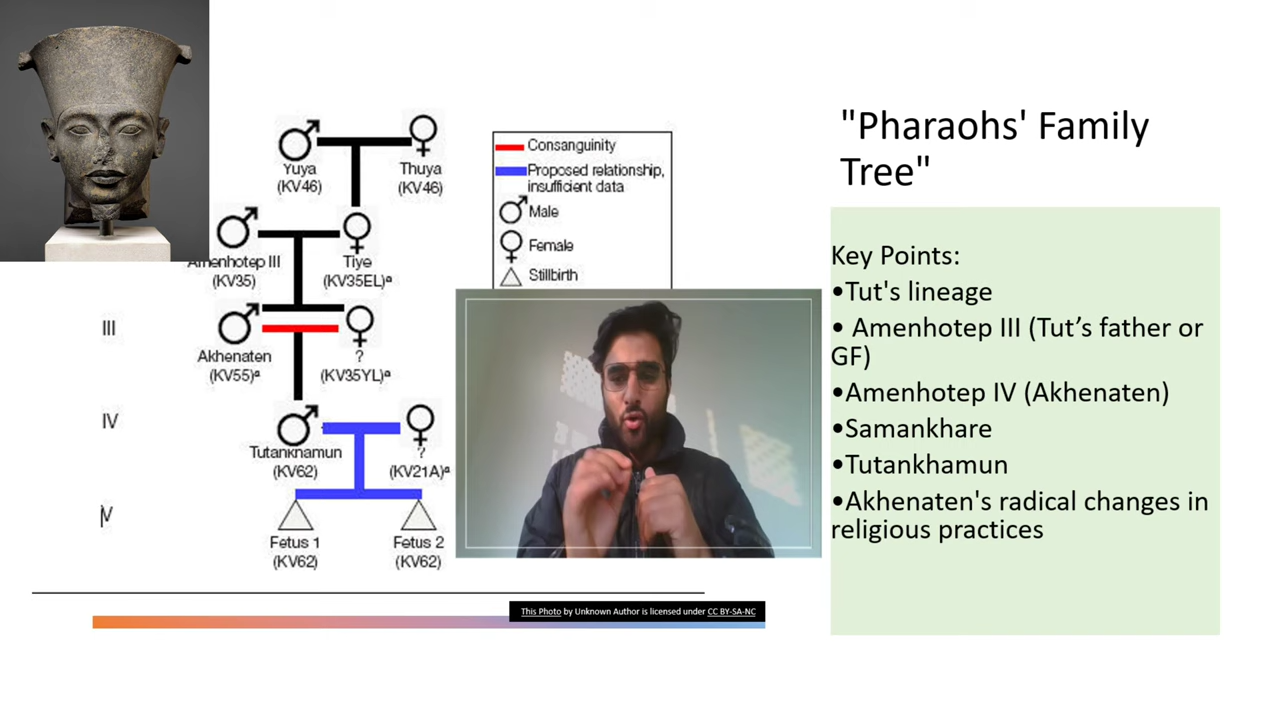 "Pharaohs' Family
Tree"
Yuya
(KV46)
Thuya
(KV46)
Consanguinity
Proposed relationship,
insufficient data
Male
Female
Stillbirth
Amenhotep III
(KV35)
Tiye
(KV35EL)ª
III
Akhenaten
(KV55)ª
?
(KV35YL)ª
IV
Tutankhamun
(KV62)
?
(KV21A)ª
V
Fetus 1
(KV62)
Fetus 2
(KV62)
This Photo by Unknown Author is licensed under CC BY-SA-NC
Key Points:
•Tut's lineage
• Amenhotep III (Tut’s father or
GF)
•Amenhotep IV (Akhenaten)
•Samankhare
•Tutankhamun
•Akhenaten's radical changes in
religious practices